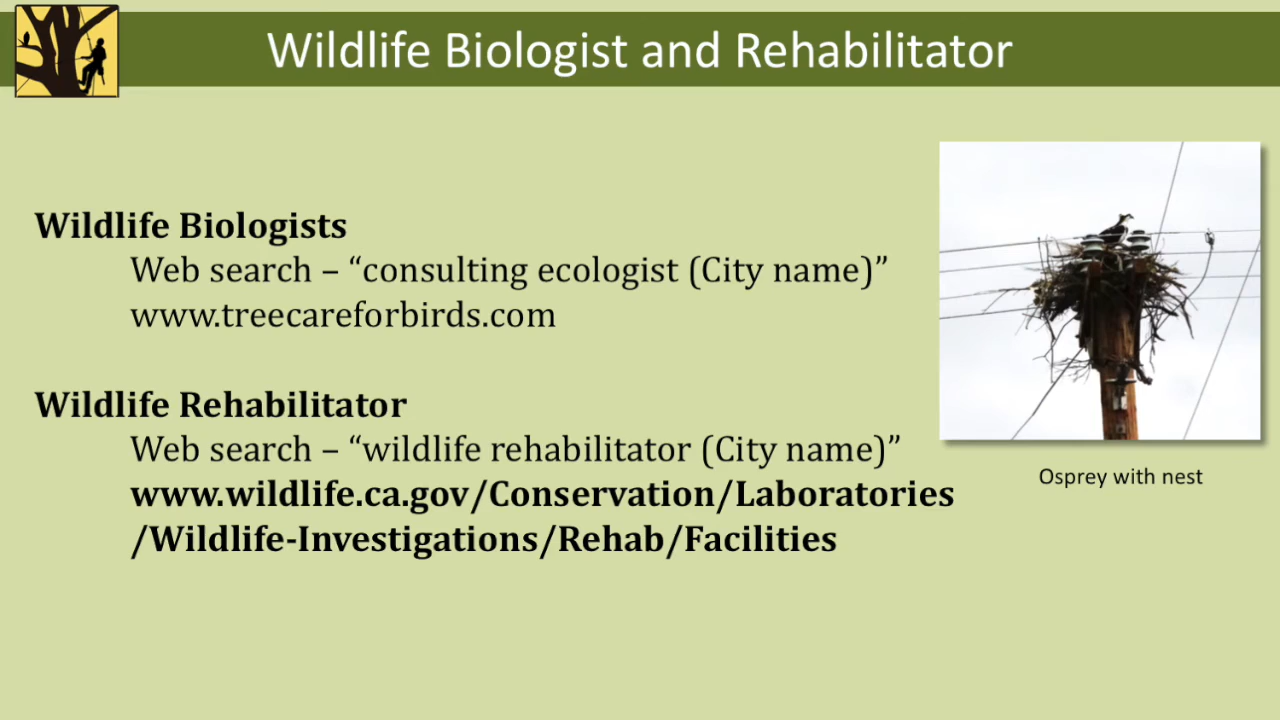 Wildlife Biologist and Rehabilitator
Wildlife Biologists
Web search – “consulting ecologist (City name)”
www.treecareforbirds.com
Wildlife Rehabilitator
Web search – “wildlife rehabilitator (City name)”
www.wildlife.ca.gov/Conservation/Laboratories
/Wildlife-Investigations/Rehab/Facilities
Osprey with nest